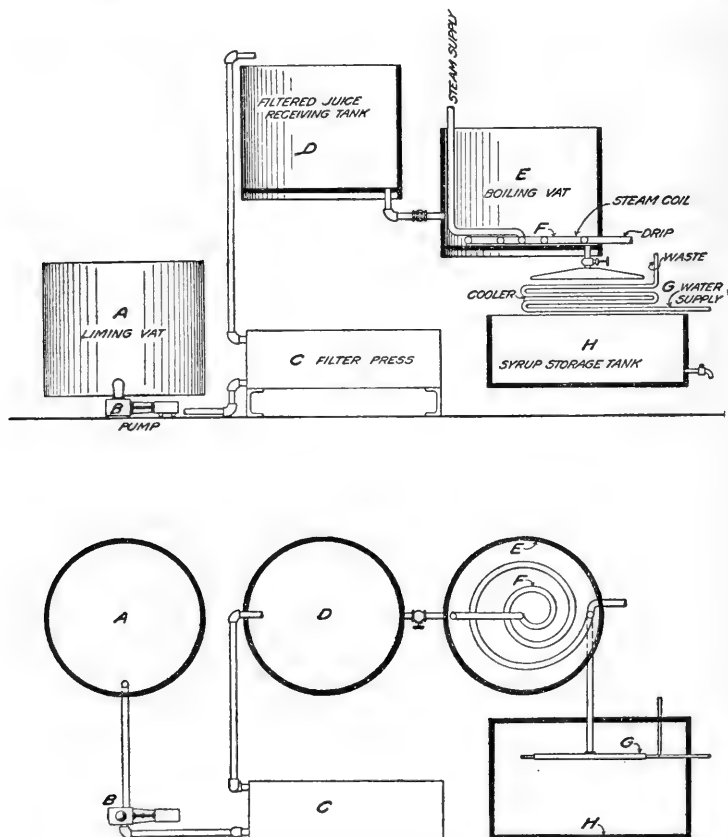 STEAM SUPPLY
FILTERED JUICE
RECEIVING TANK
D
E
BOILING VAT
F
STEAM COIL
DRIP
WASTE
G WATER
SUPPLY
COOLER
A
LIMING VAT
C FILTER PRESS
H
SYRUP STORAGE TANK
B
PUMP
A
D
E
F
B
C
G
H